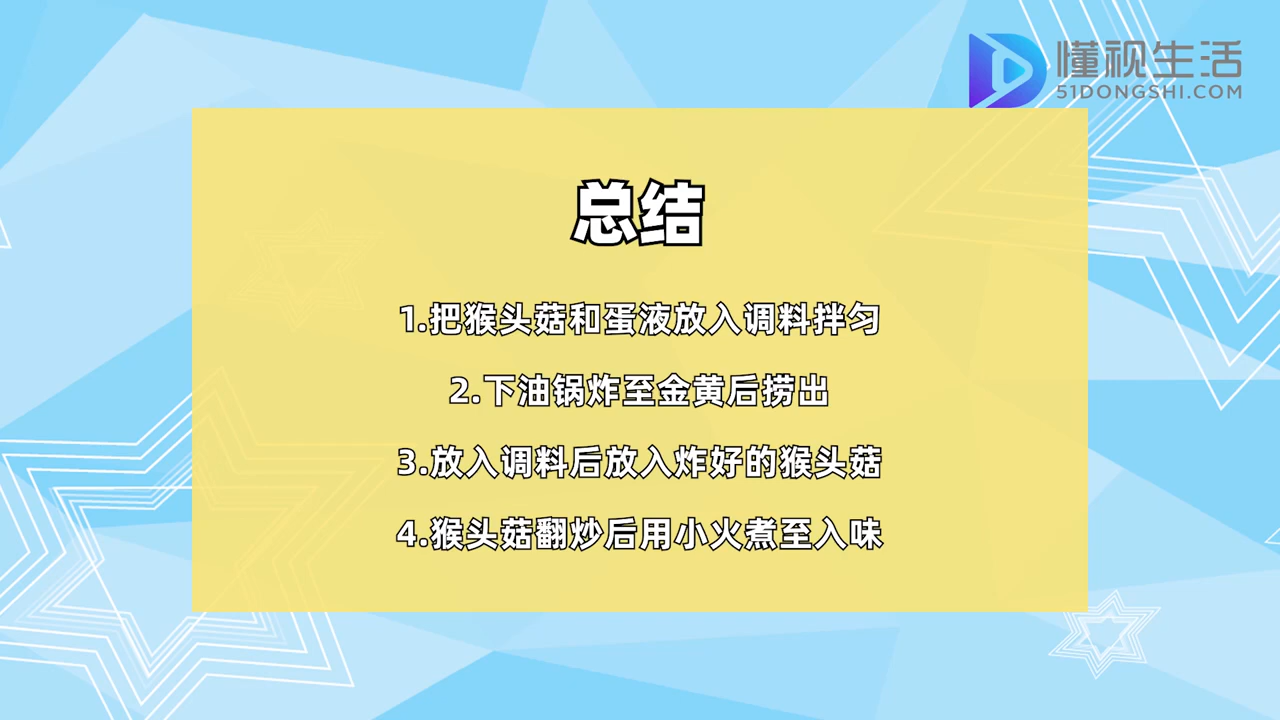 懂视生活
51DONGSHI.COM
总结
1.把猴头菇和蛋液放入调料拌匀
2.下油锅炸至金黄后捞出
3.放入调料后放入炸好的猴头菇
4.猴头菇翻炒后用小火煮至入味